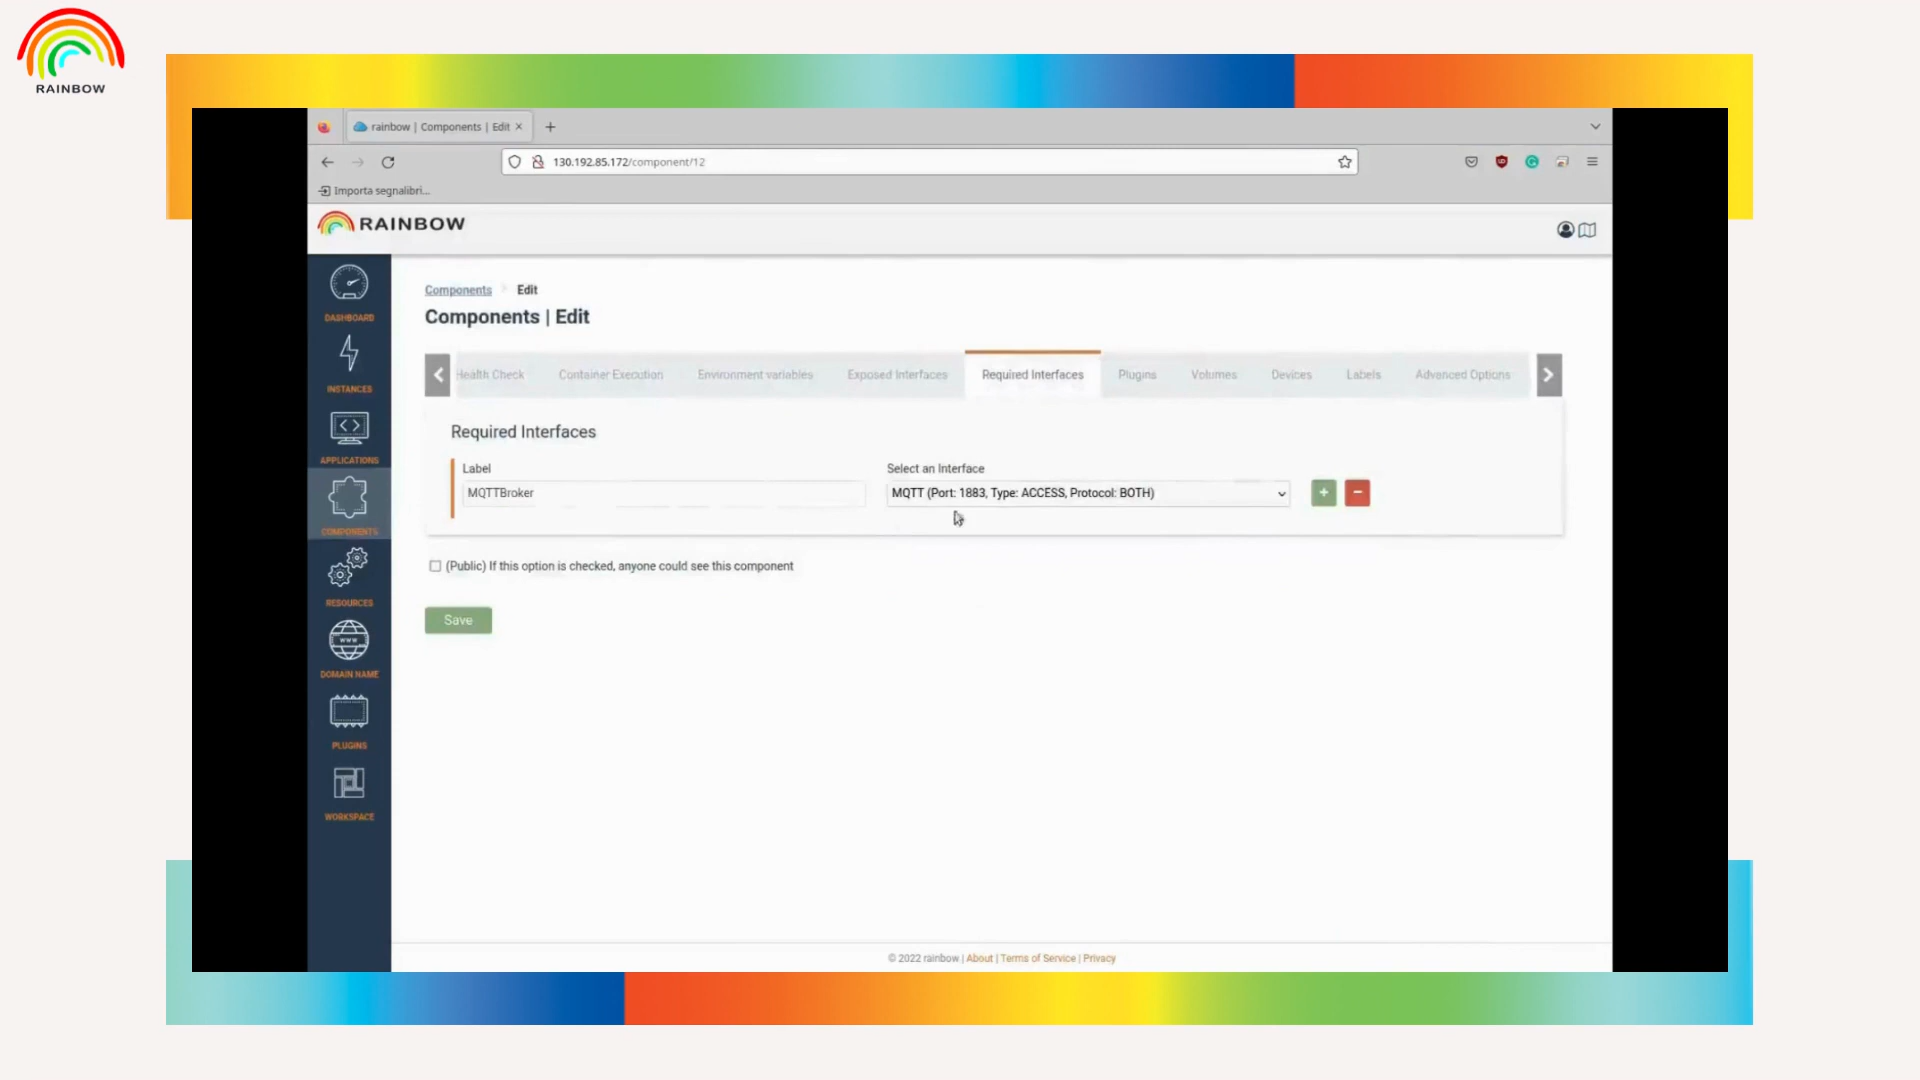 RAINBOW
rainbow | Components | Edit
130.192.85.172/component/12
Importa segnalibri...
RAINBOW
DASHBOARD
INSTANCES
APPLICATIONS
COMPONENTS
RESOURCES
WWW
DOMAIN NAME
PLUGINS
WORKSPACE
Components Edit
Components | Edit
Health Check Container Execution Environment variables Exposed Interfaces Required Interfaces Plugins Volumes Devices Labels Advanced Options
Required Interfaces
Label Select an Interface
MQTTBroker MQTT (Port: 1883, Type: ACCESS, Protocol: BOTH) + −
(Public) If this option is checked, anyone could see this component
Save
© 2022 rainbow | About | Terms of Service | Privacy